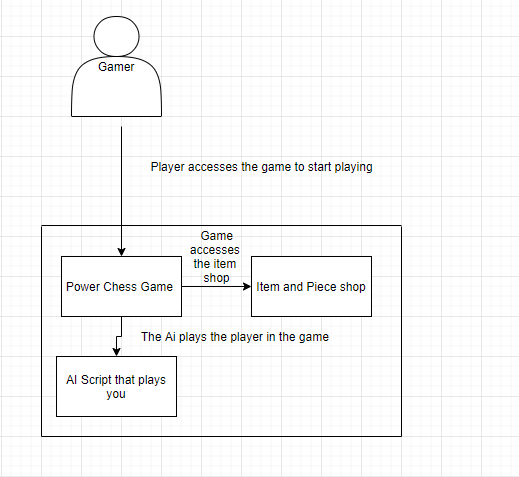 Gamer
Player accesses the game to start playing
Game
accesses
the item
shop
Power Chess Game
Item and Piece shop
The Ai plays the player in the game
AI Script that plays
you